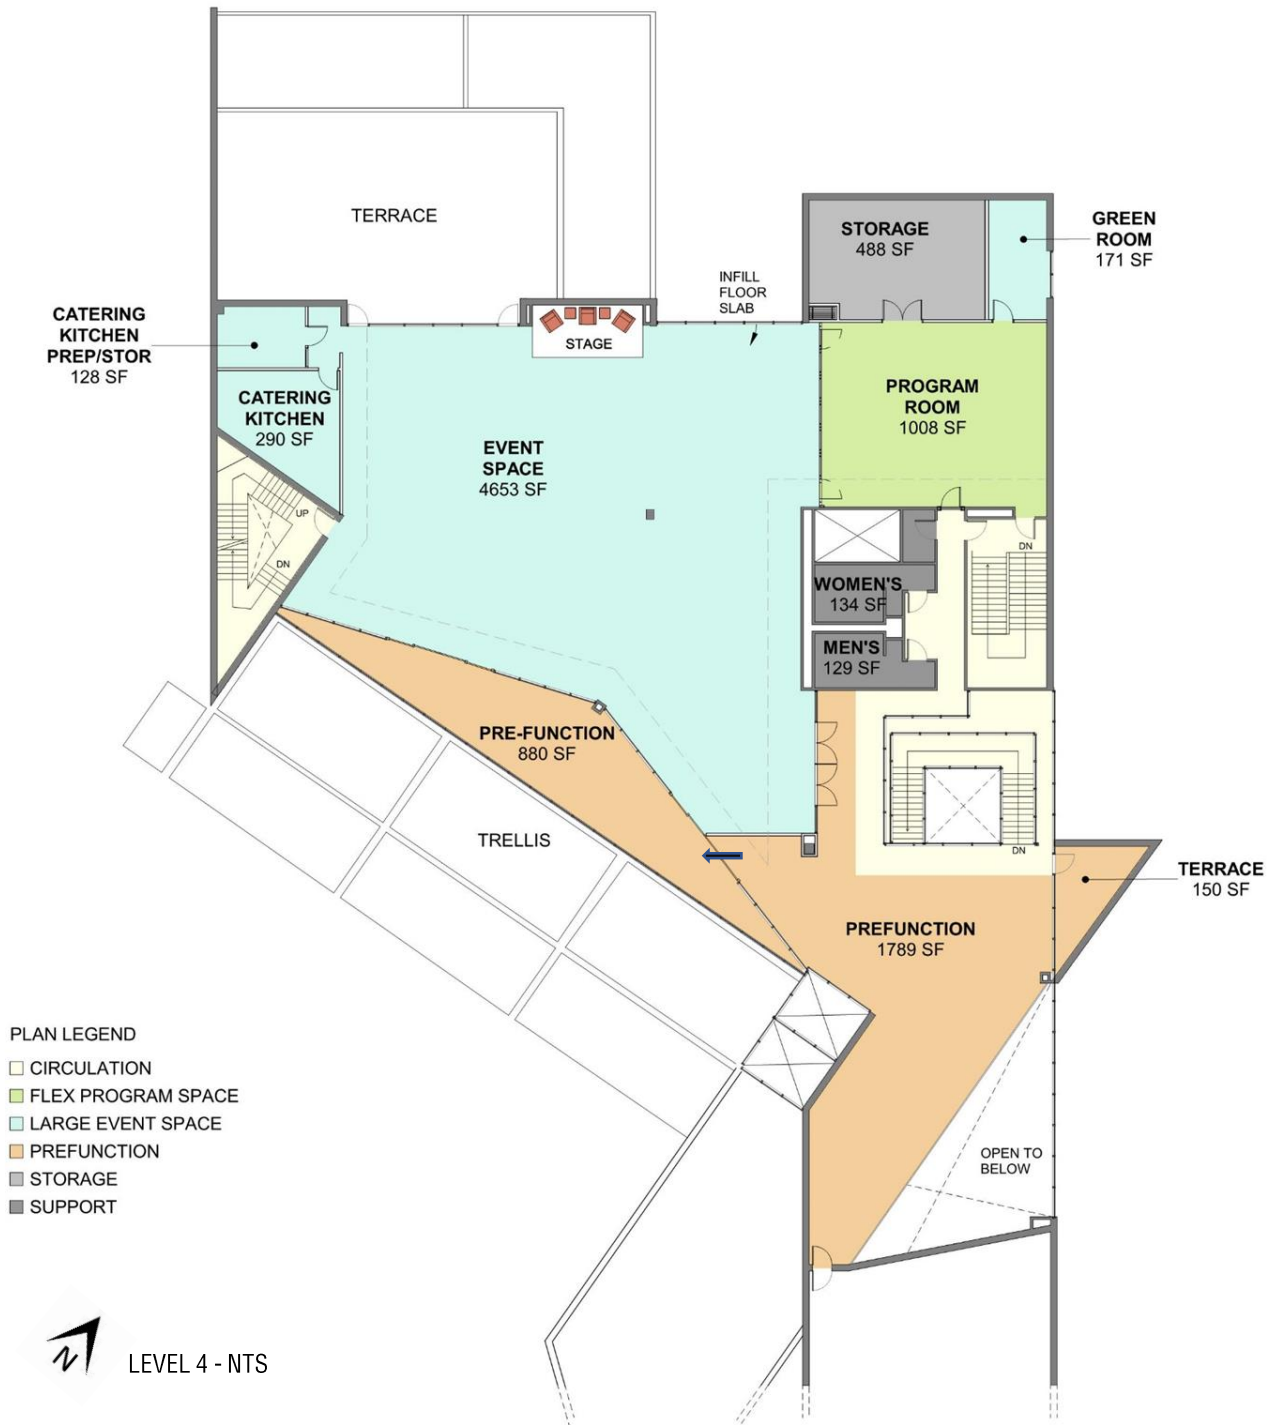 TERRACE
STORAGE
488 SF
GREEN
ROOM
171 SF
INFILL
FLOOR
SLAB
CATERING
KITCHEN
PREP/STOR
128 SF
STAGE
CATERING
KITCHEN
290 SF
PROGRAM
ROOM
1008 SF
EVENT
SPACE
4653 SF
UP
DN
DN
WOMEN'S
134 SF
MEN'S
129 SF
PRE-FUNCTION
880 SF
TRELLIS
DN
TERRACE
150 SF
PREFUNCTION
1789 SF
OPEN TO
BELOW
PLAN LEGEND
CIRCULATION
FLEX PROGRAM SPACE
LARGE EVENT SPACE
PREFUNCTION
STORAGE
SUPPORT
N
LEVEL 4 - NTS